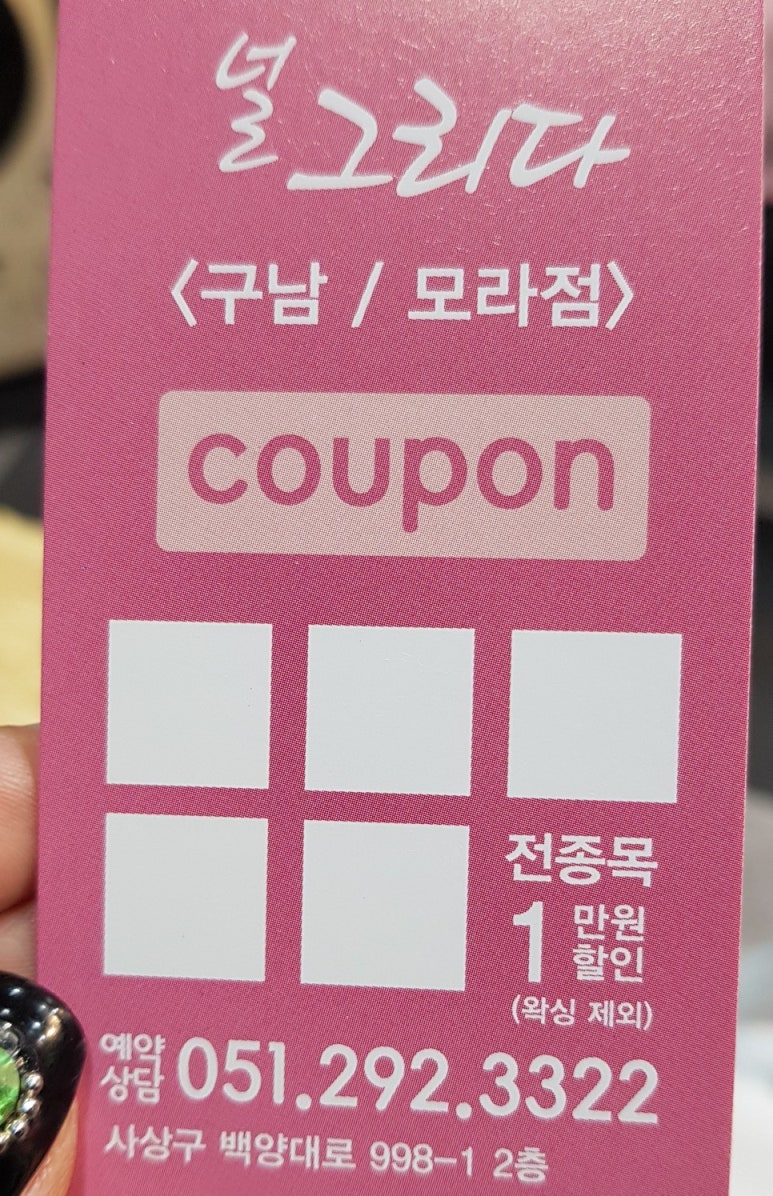 널 그리다
〈구남 / 모라점〉
coupon
전종목
1만원 할인
(왁싱 제외)
예약 상담 051.292.3322
사상구 백양대로 998-1 2층